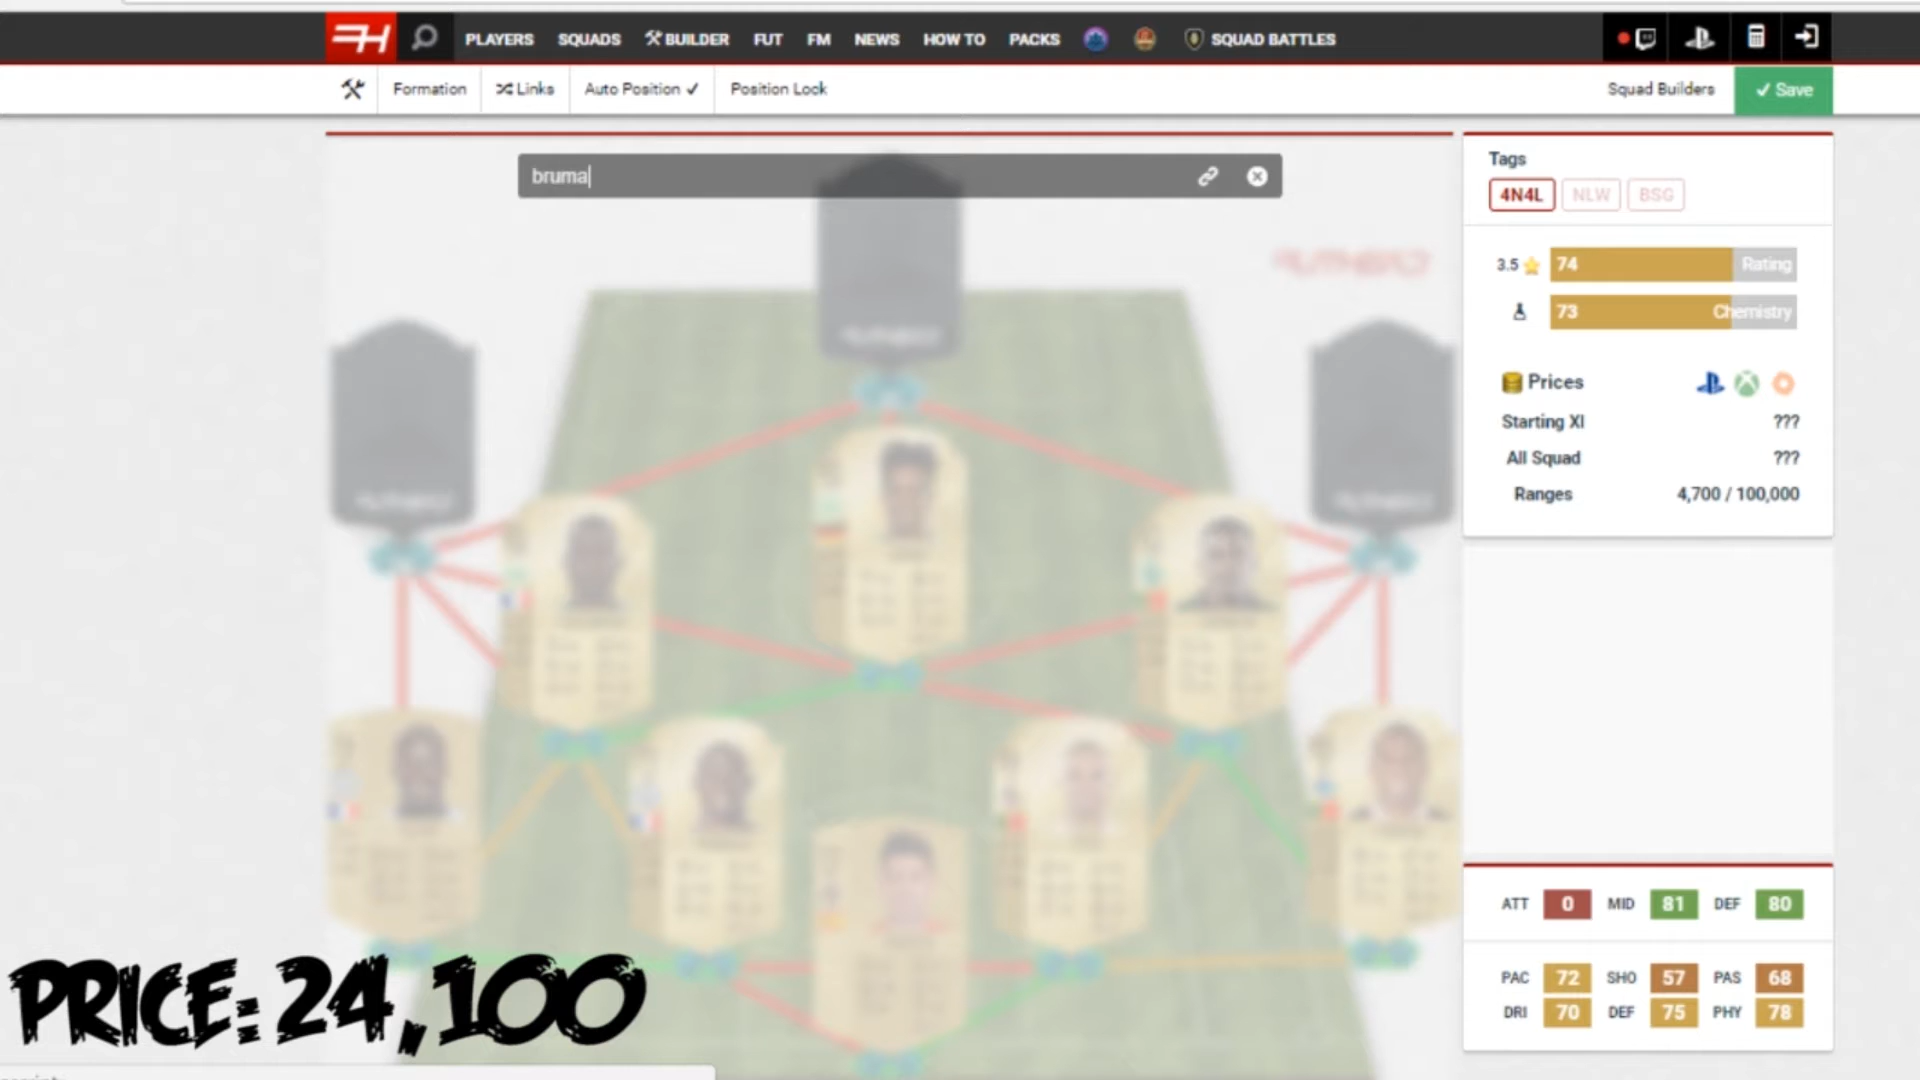 PLAYERS SQUADS BUILDER FUT FM NEWS HOW TO PACKS SQUAD BATTLES
Formation Links Auto Position ✓ Position Lock Squad Builders ✓ Save
bruma
Tags
4N4L NLW BSG
3.5 74 Rating
73 Chemistry
Prices
Starting XI ???
All Squad ???
Ranges 4,700 / 100,000
ATT 0 MID 81 DEF 80
PAC 72 SHO 57 PAS 68
DRI 70 DEF 75 PHY 78
PRICE: 24,100